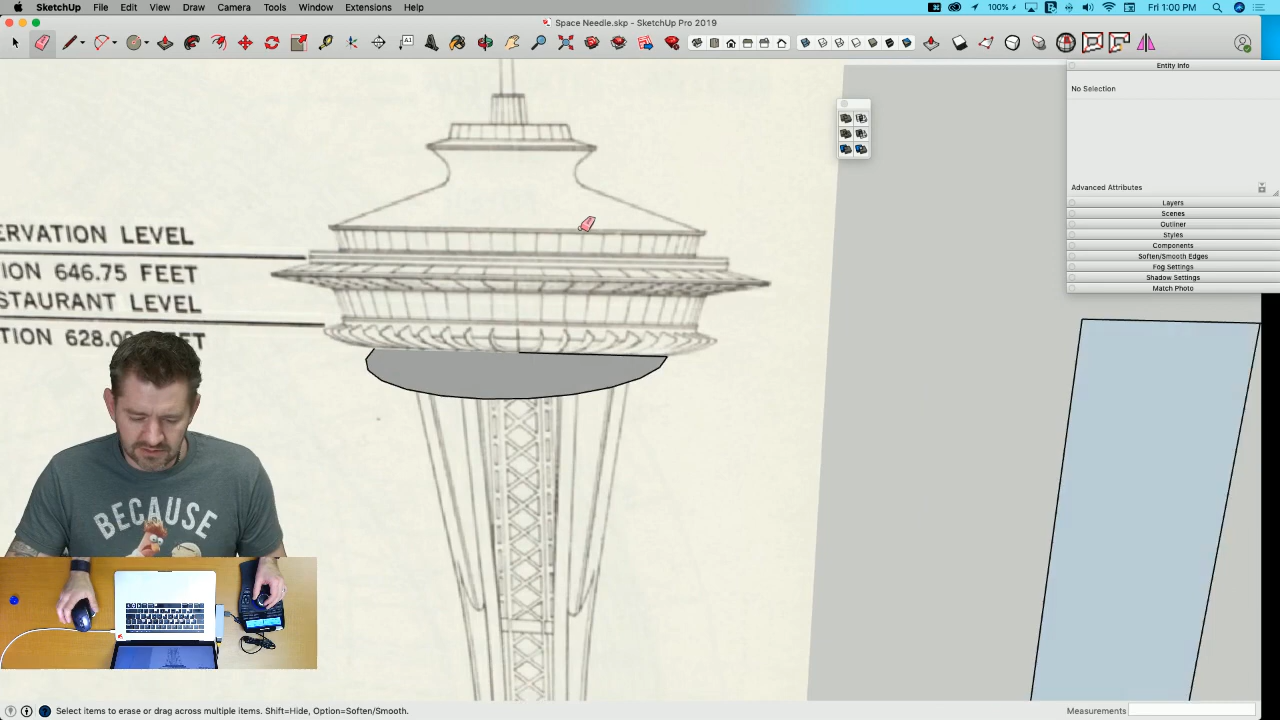 SketchUp File Edit View Draw Camera Tools Window Extensions Help 100% Fri 1:00 PM
Space Needle.skp - SketchUp Pro 2019
Entity Info
No Selection
Advanced Attributes
Layers
Scenes
Outliner
Styles
Components
Soften/Smooth Edges
Fog Settings
Shadow Settings
Match Photo
ERVATION LEVEL
ION 646.75 FEET
STAURANT LEVEL
TION 628.00
BECAUSE
Select items to erase or drag across multiple items. Shift=Hide, Option=Soften/Smooth.
Measurements